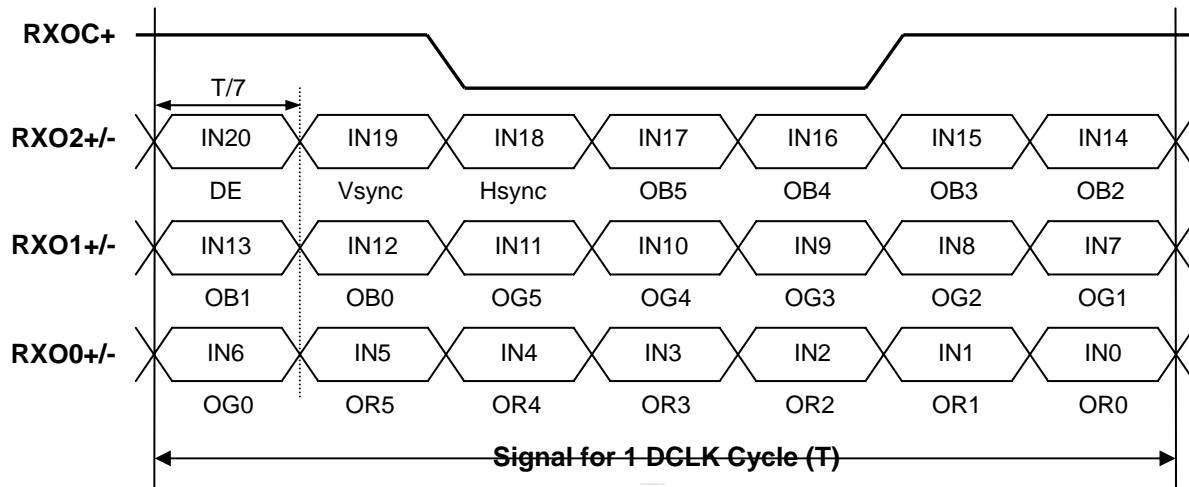 RXOC+
T/7
RXO2+/- IN20 IN19 IN18 IN17 IN16 IN15 IN14
DE Vsync Hsync OB5 OB4 OB3 OB2
RXO1+/- IN13 IN12 IN11 IN10 IN9 IN8 IN7
OB1 OB0 OG5 OG4 OG3 OG2 OG1
RXO0+/- IN6 IN5 IN4 IN3 IN2 IN1 IN0
OG0 OR5 OR4 OR3 OR2 OR1 OR0
Signal for 1 DCLK Cycle (T)